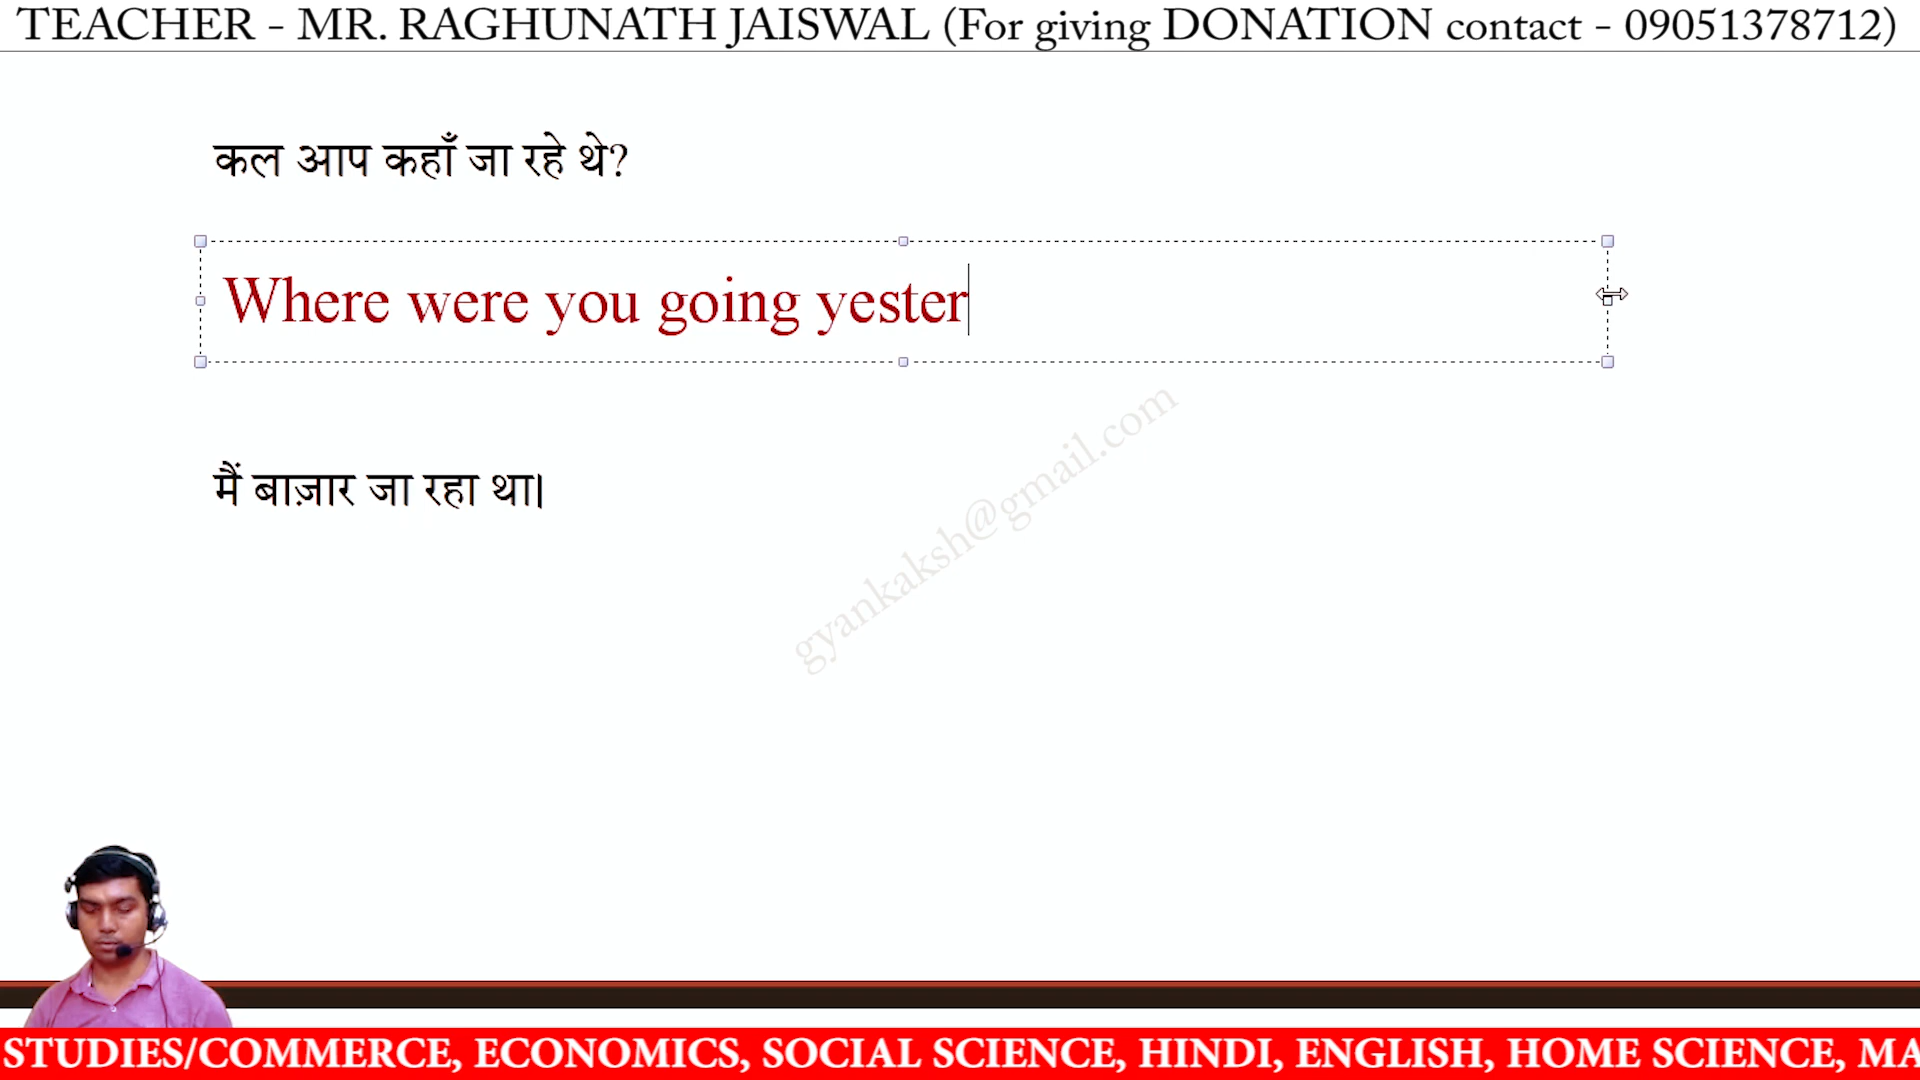 TEACHER - MR. RAGHUNATH JAISWAL (For giving DONATION contact - 09051378712)
कल आप कहाँ जा रहे थे?
Where were you going yester
मैं बाज़ार जा रहा था।
gyankaksh@gmail.com
STUDIES/COMMERCE, ECONOMICS, SOCIAL SCIENCE, HINDI, ENGLISH, HOME SCIENCE, MA